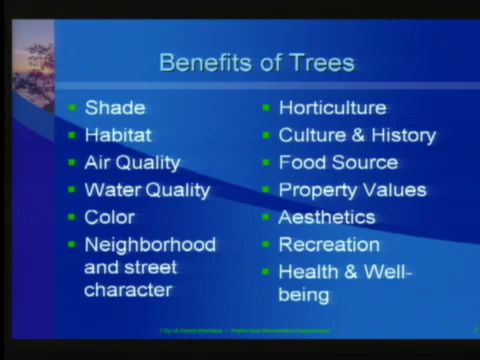 Benefits of Trees
Shade
Habitat
Air Quality
Water Quality
Color
Neighborhood
and street
character
Horticulture
Culture & History
Food Source
Property Values
Aesthetics
Recreation
Health & Well-
being
City of Santa Barbara – Parks and Recreation Department